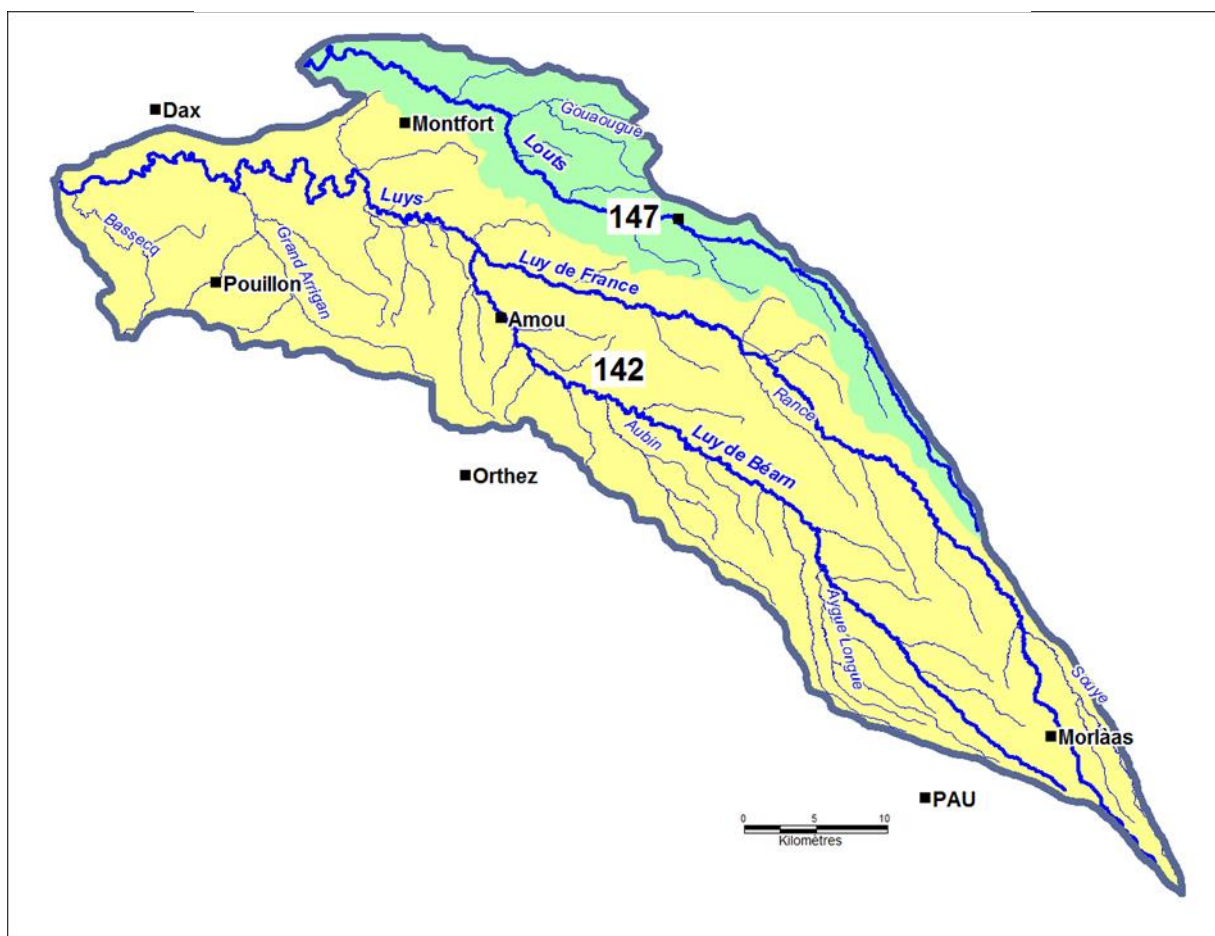 Dax
Montfort
Gouaougue
Louts
Luys
147
Bassecq
Grand Arrigan
Luy de France
Pouillon
Amou
142
Rance
Aubin
Luy de Béarn
Orthez
Aygue Longue
Souye
Morlàas
PAU
0 5 10
Kilomètres